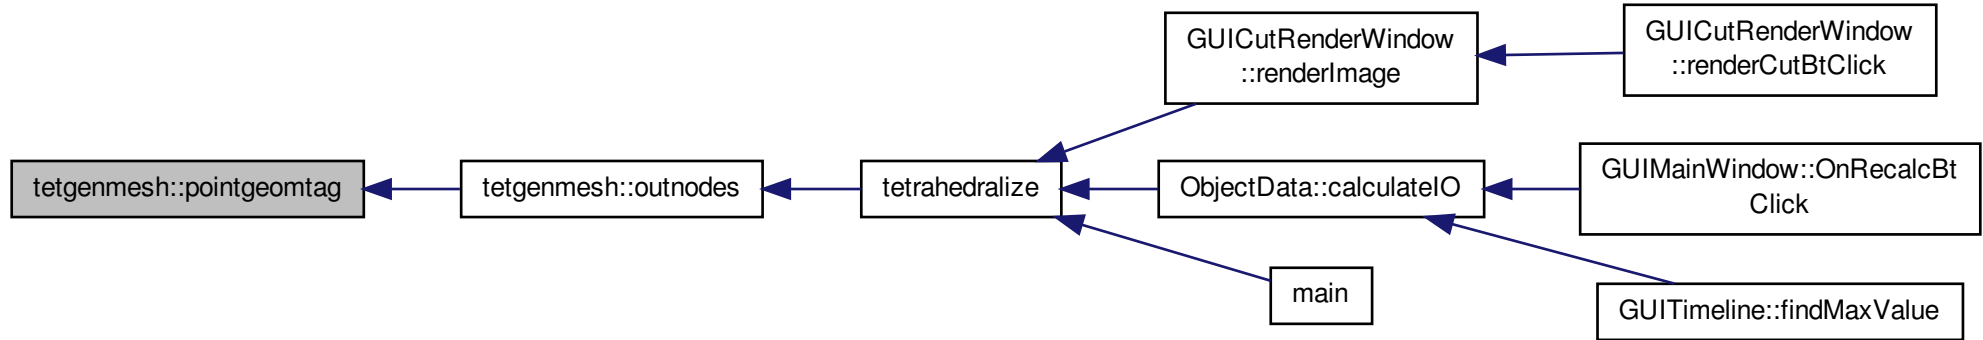 tetgenmesh::pointgeomtag
tetgenmesh::outnodes
tetrahedralize
GUICutRenderWindow
::renderImage
GUICutRenderWindow
::renderCutBtClick
ObjectData::calculateIO
GUIMainWindow::OnRecalcBt
Click
GUITimeline::findMaxValue
main